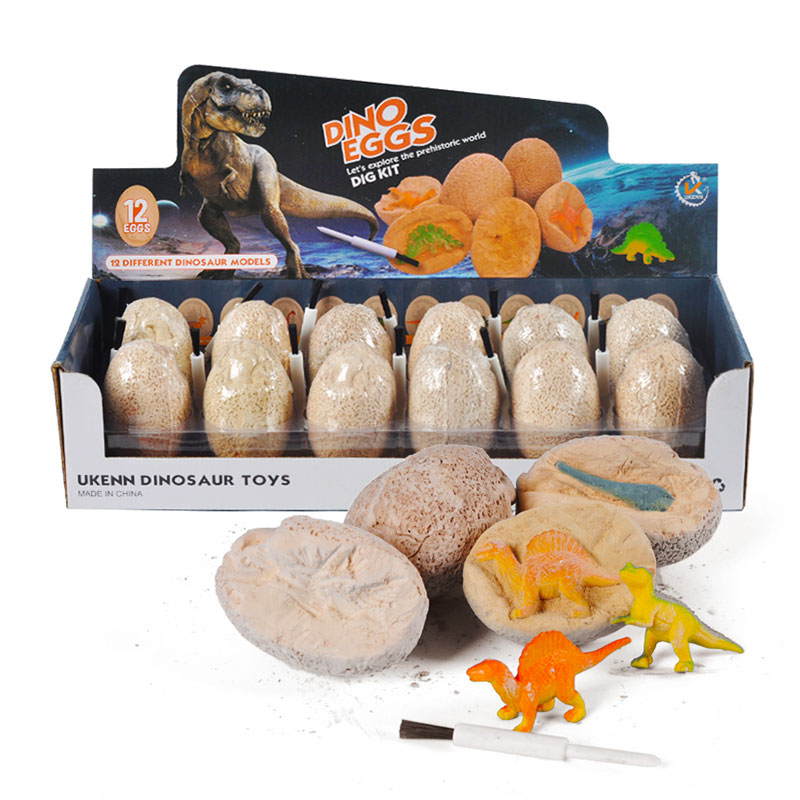 DINO
EGGS
Let's explore the prehistoric world
DIG KIT
UKENN
12
EGGS
12 DIFFERENT DINOSAUR MODELS
UKENN DINOSAUR TOYS
MADE IN CHINA